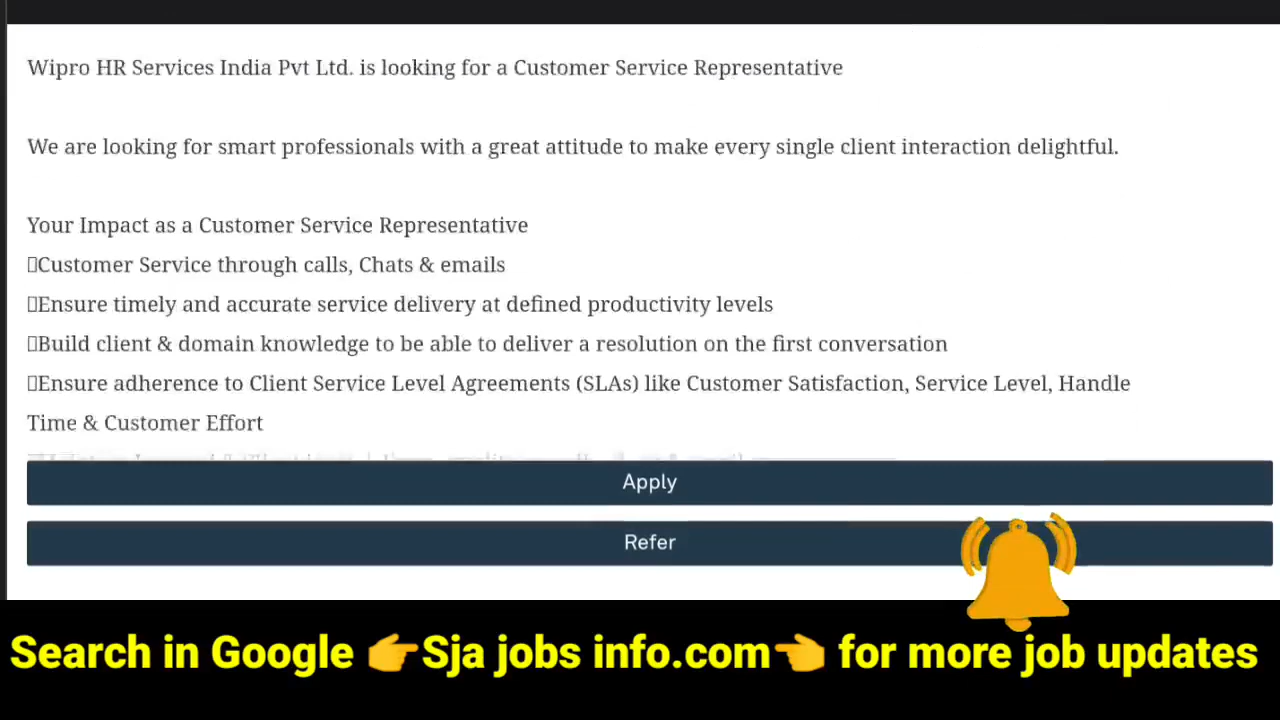 Wipro HR Services India Pvt Ltd. is looking for a Customer Service Representative
We are looking for smart professionals with a great attitude to make every single client interaction delightful.
Your Impact as a Customer Service Representative
▯Customer Service through calls, Chats & emails
▯Ensure timely and accurate service delivery at defined productivity levels
▯Build client & domain knowledge to be able to deliver a resolution on the first conversation
▯Ensure adherence to Client Service Level Agreements (SLAs) like Customer Satisfaction, Service Level, Handle
Time & Customer Effort
Apply
Refer
Search in Google 👉Sja jobs info.com👈 for more job updates